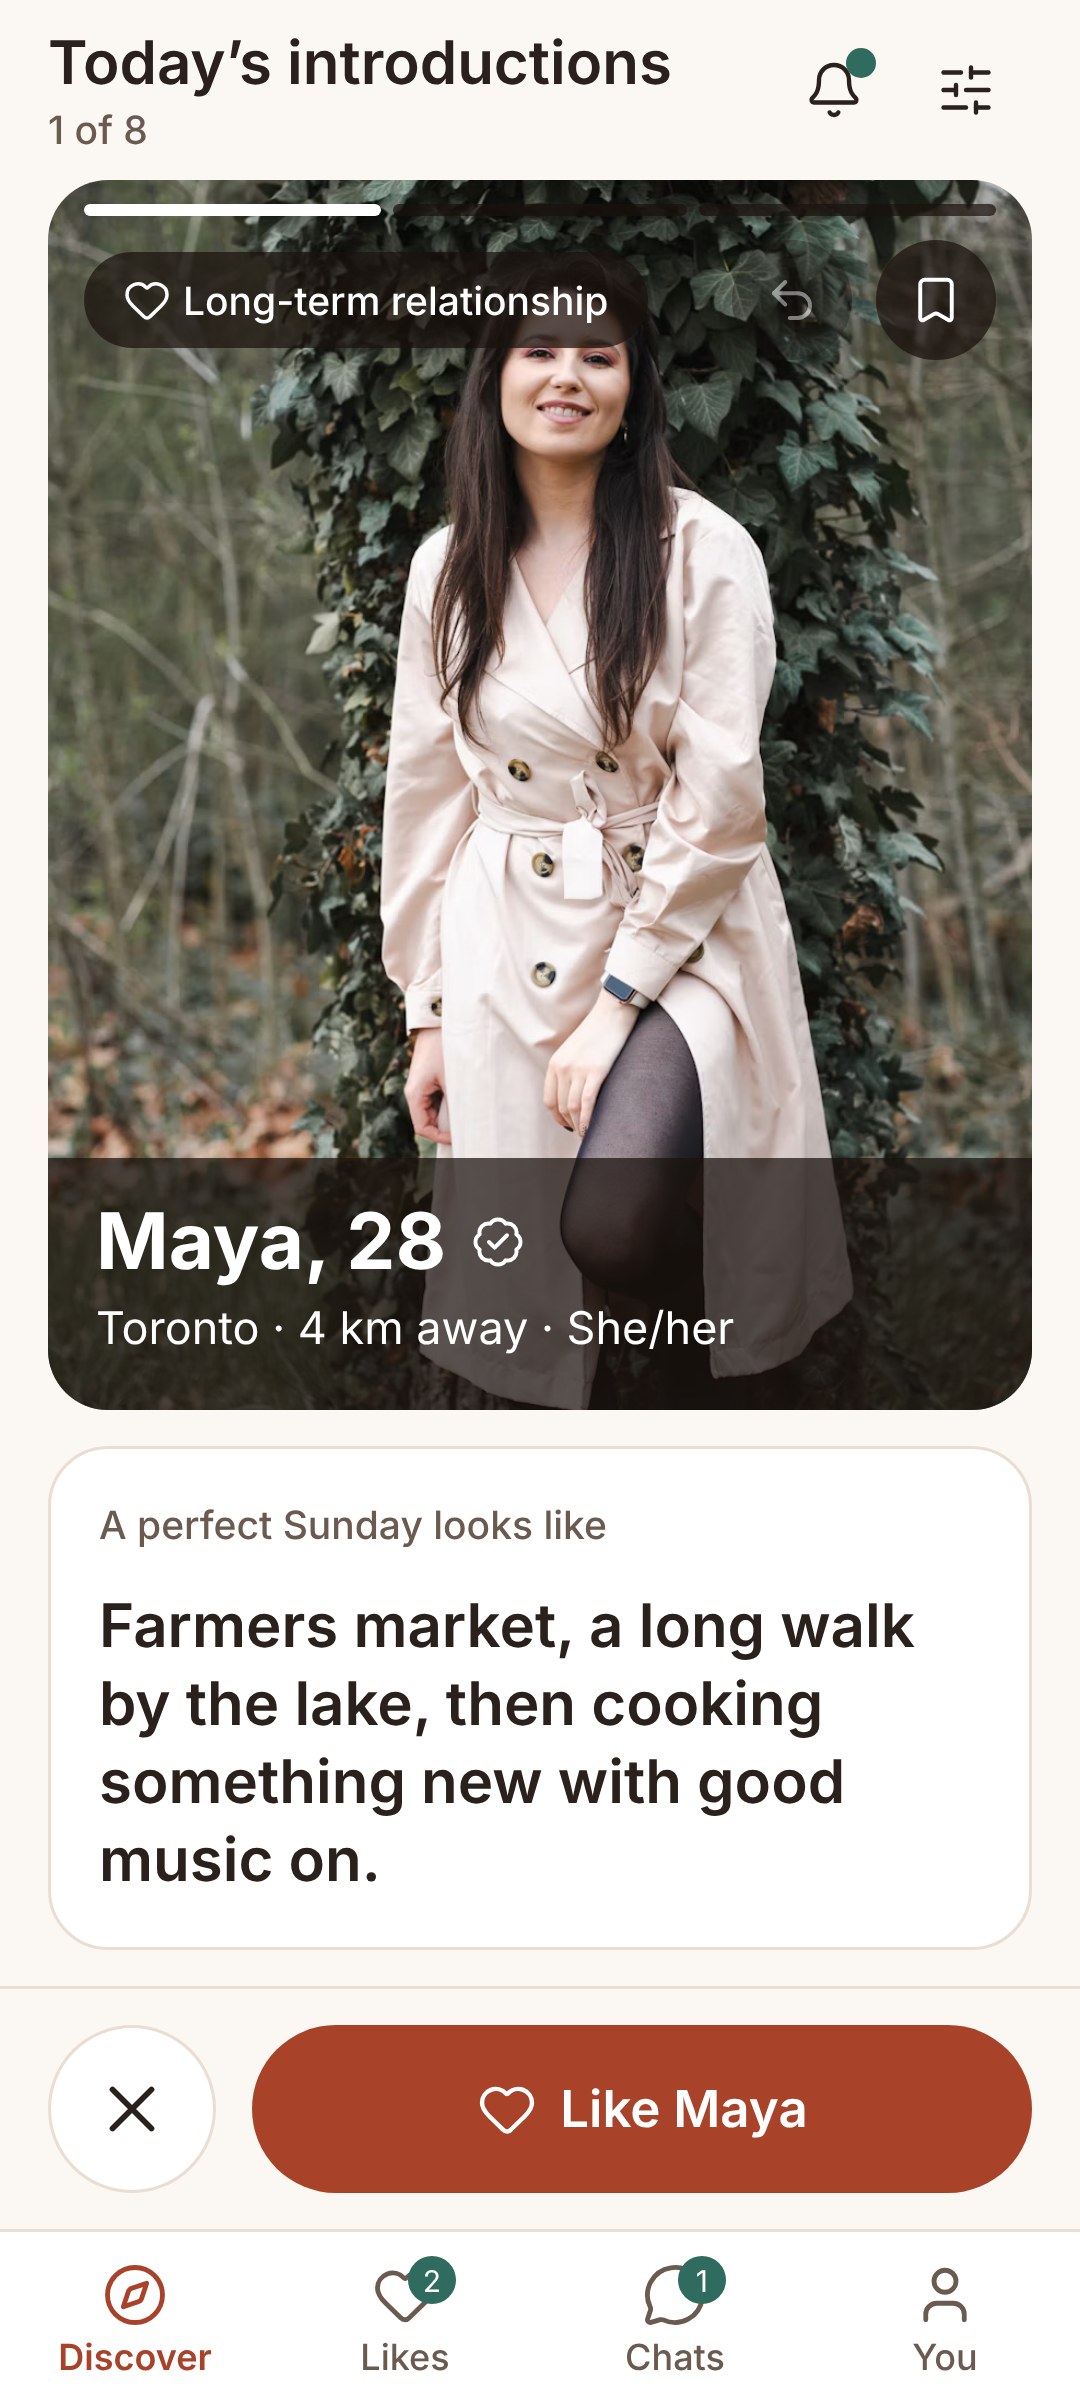 Today’s introductions
1 of 8
Long-term relationship
Maya, 28
Toronto · 4 km away · She/her
A perfect Sunday looks like
Farmers market, a long walk
by the lake, then cooking
something new with good
music on.
Like Maya
2
1
Discover
Likes
Chats
You